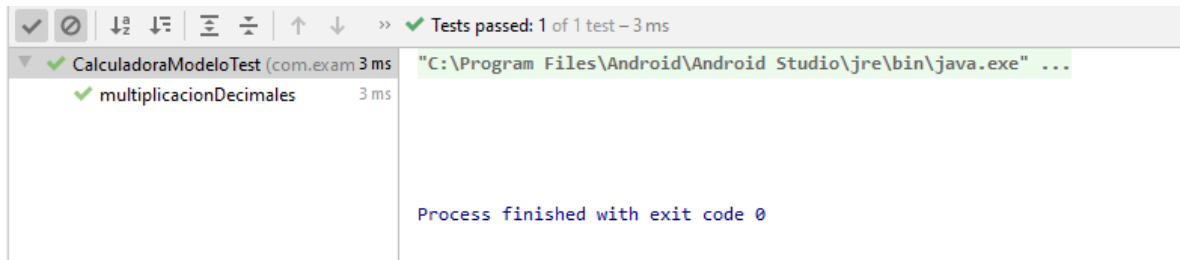 » Tests passed: 1 of 1 test – 3 ms
CalculadoraModeloTest (com.exam 3 ms
multiplicacionDecimales 3 ms
"C:\Program Files\Android\Android Studio\jre\bin\java.exe" ...
Process finished with exit code 0